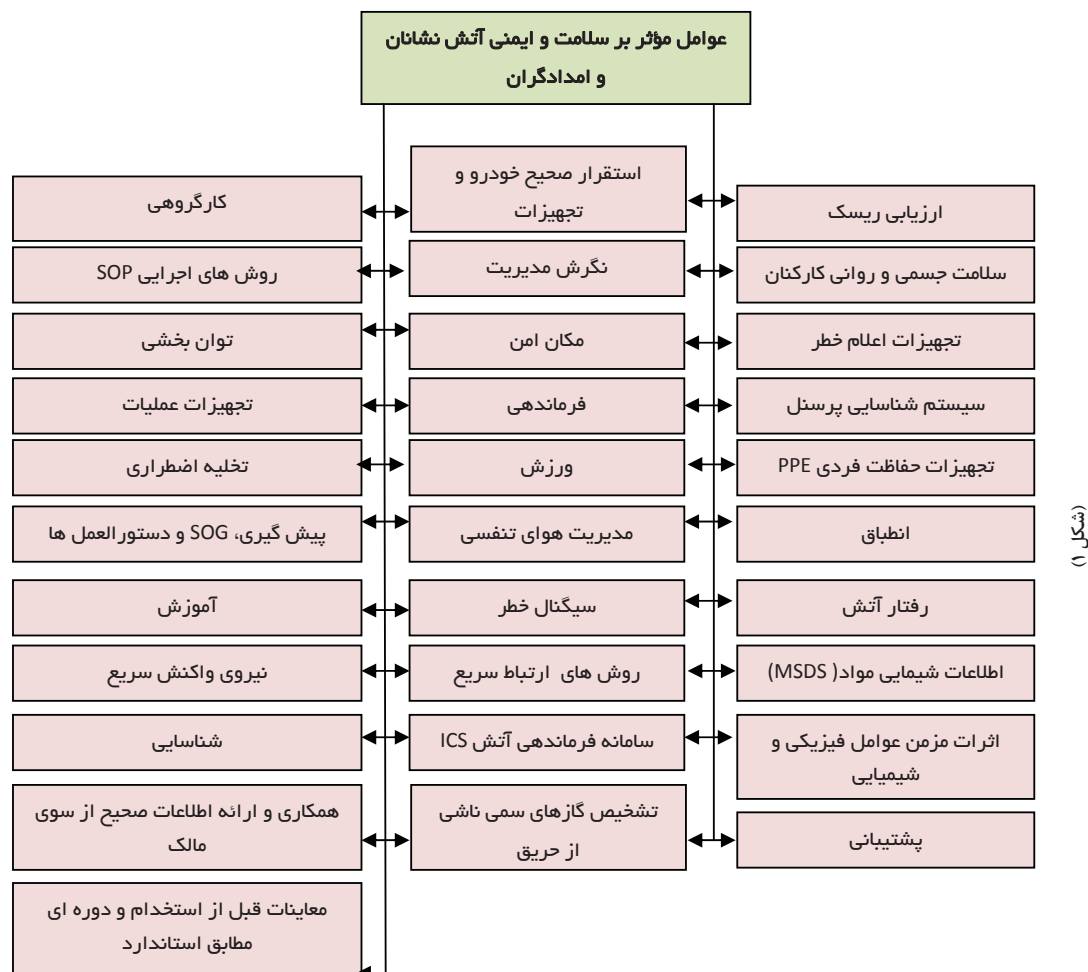 عوامل مؤثر بر سلامت و ایمنی آتش نشانان
و امدادگران
ارزیابی ریسک
سلامت جسمی و روانی کارکنان
تجهیزات اعلام خطر
سیستم شناسایی پرسنل
تجهیزات حفاظت فردی PPE
انطباق
رفتار آتش
اطلاعات شیمایی مواد( MSDS)
اثرات مزمن عوامل فیزیکی و
شیمیایی
پشتیبانی
استقرار صحیح خودرو و
تجهیزات
نگرش مدیریت
مکان امن
فرماندهی
ورزش
مدیریت هوای تنفسی
سیگنال خطر
روش های ارتباط سریع
سامانه فرماندهی آتش ICS
تشخیص گازهای سمی ناشی
از حریق
کارگروهی
روش های اجرایی SOP
توان بخشی
تجهیزات عملیات
تخلیه اضطراری
پیش گیری، SOG و دستورالعمل ها
آموزش
نیروی واکنش سریع
شناسایی
همکاری و ارائه اطلاعات صحیح از سوی
مالک
معاینات قبل از استخدام و دوره ای
مطابق استاندارد
(شکل ۱)